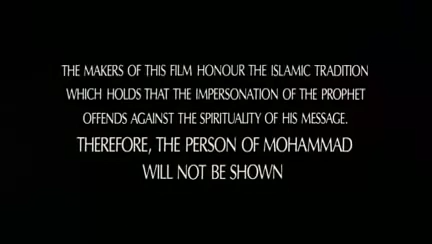 THE MAKERS OF THIS FILM HONOUR THE ISLAMIC TRADITION
WHICH HOLDS THAT THE IMPERSONATION OF THE PROPHET
OFFENDS AGAINST THE SPIRITUALITY OF HIS MESSAGE.
THEREFORE, THE PERSON OF MOHAMMAD
WILL NOT BE SHOWN